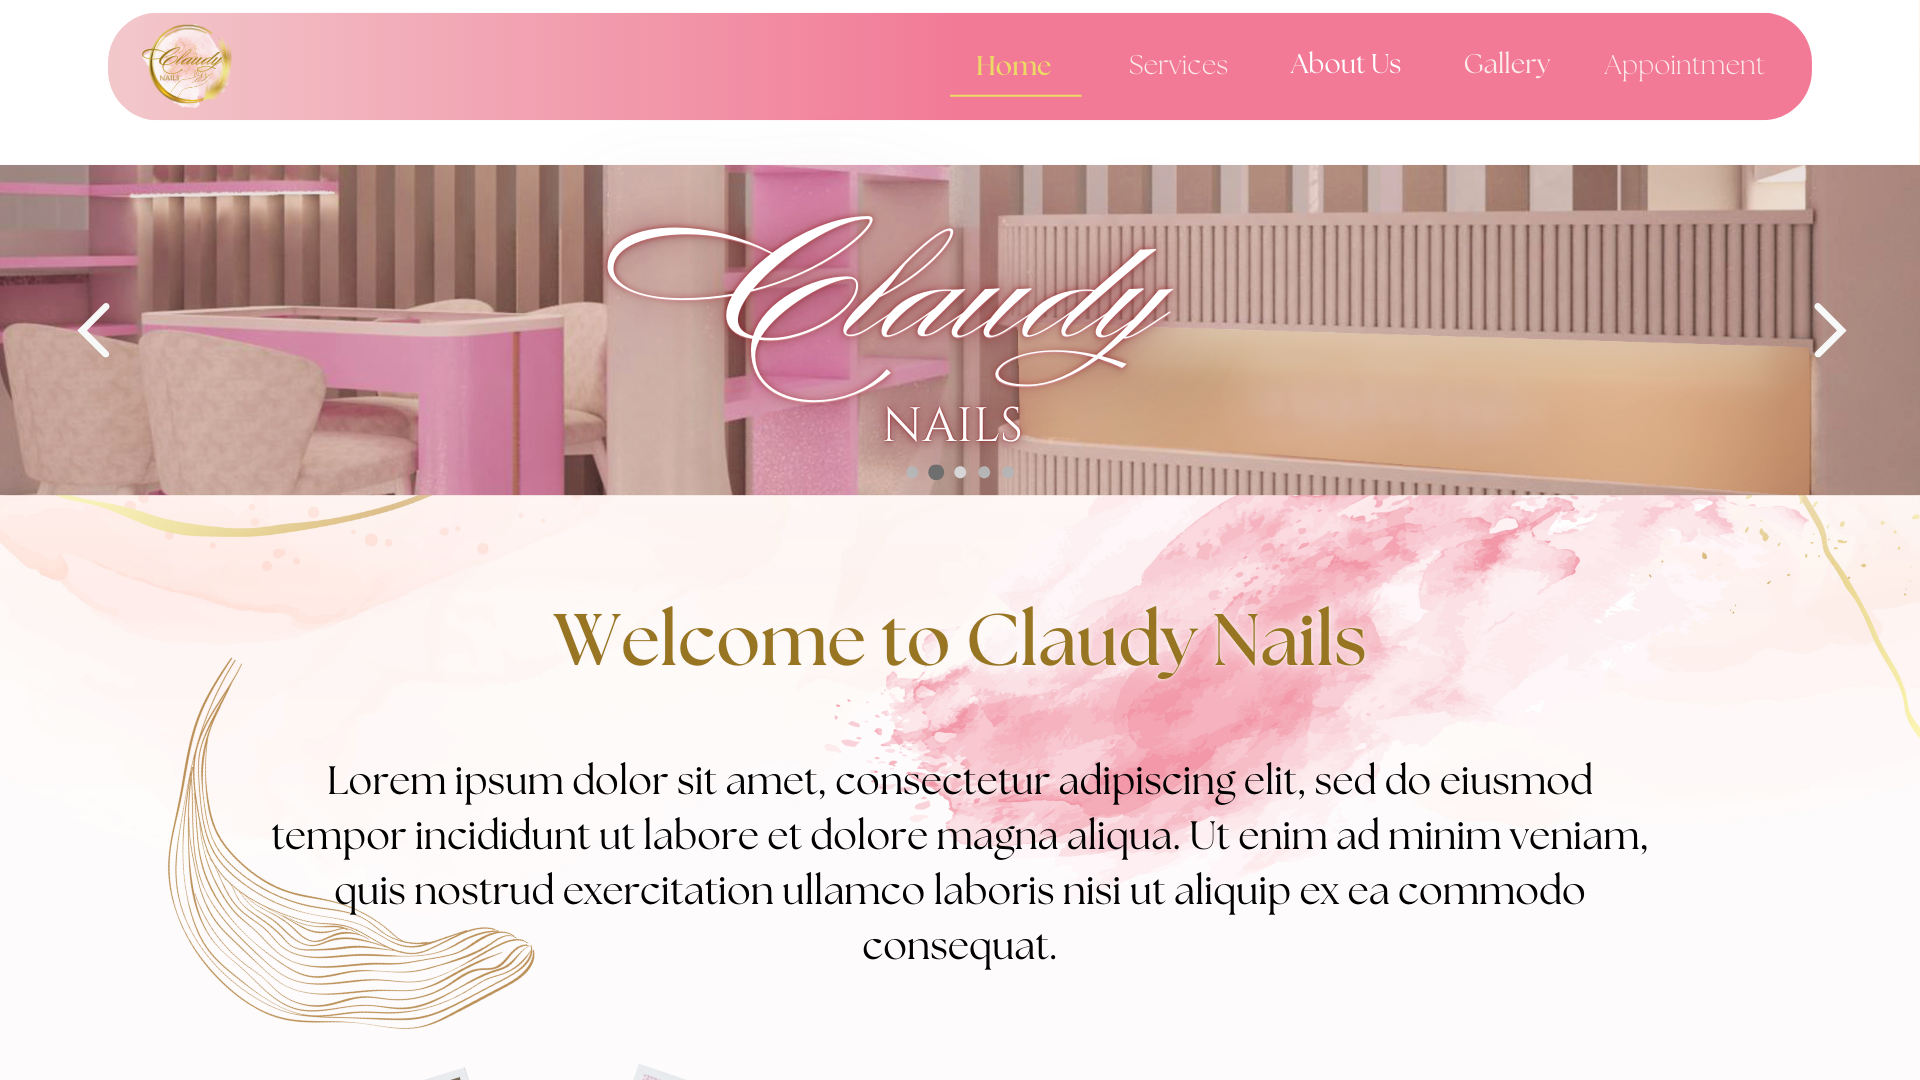 Claudy
NAILS
Home
Services
About Us
Gallery
Appointment
Claudy
NAILS
Welcome to Claudy Nails
Lorem ipsum dolor sit amet, consectetur adipiscing elit, sed do eiusmod
tempor incididunt ut labore et dolore magna aliqua. Ut enim ad minim veniam,
quis nostrud exercitation ullamco laboris nisi ut aliquip ex ea commodo
consequat.